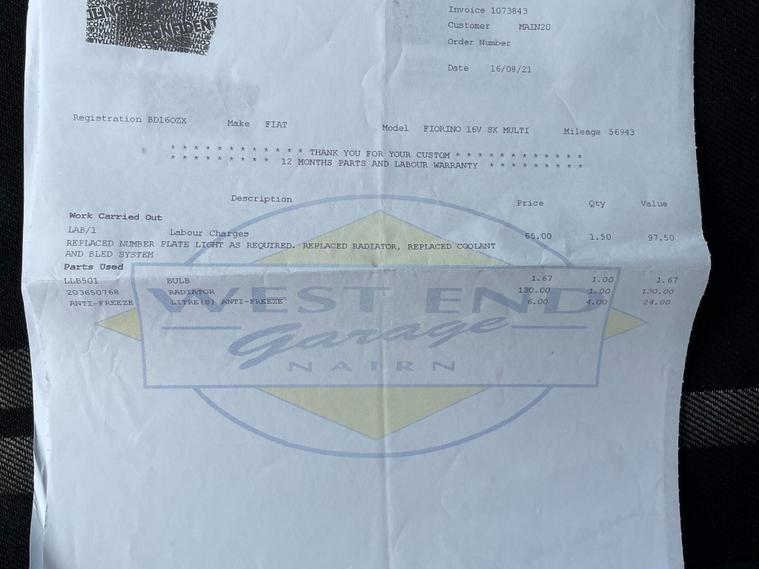 Invoice 1073843
Customer MAIN20
Order Number
Date 16/08/21
Registration BD16OZX Make FIAT Model FIORINO 16V SX MULTI Mileage 56943
* * * * * * * * * * * * THANK YOU FOR YOUR CUSTOM * * * * * * * * * * * *
* * * * * * * * * 12 MONTHS PARTS AND LABOUR WARRANTY * * * * * * * * *
Description Price Qty Value
Work Carried Out
LAB/1 Labour Charges 65.00 1.50 97.50
REPLACED NUMBER PLATE LIGHT AS REQUIRED. REPLACED RADIATOR, REPLACED COOLANT
AND BLED SYSTEM
Parts Used
LLB501 BULB 1.67 1.00 1.67
203650768 RADIATOR 130.00 1.00 130.00
ANTI-FREEZE LITRE(S) ANTI-FREEZE 6.00 4.00 24.00
WEST END
Garage
NAIRN